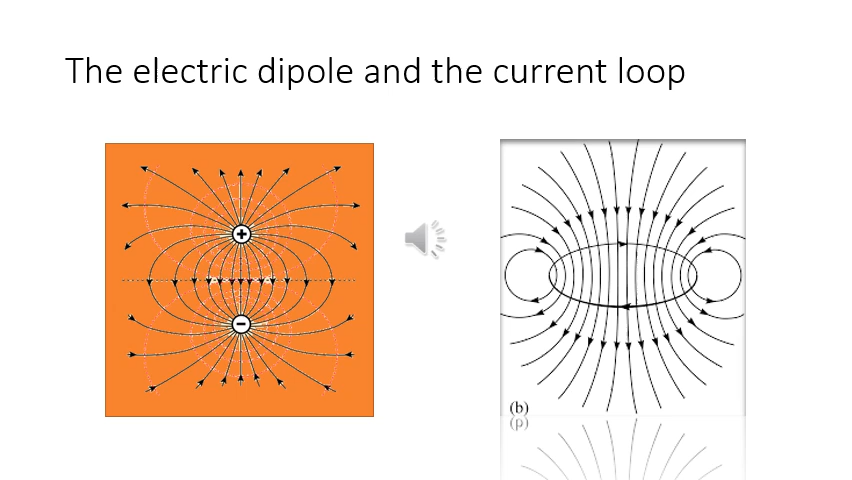 The electric dipole and the current loop
+
−
(b)